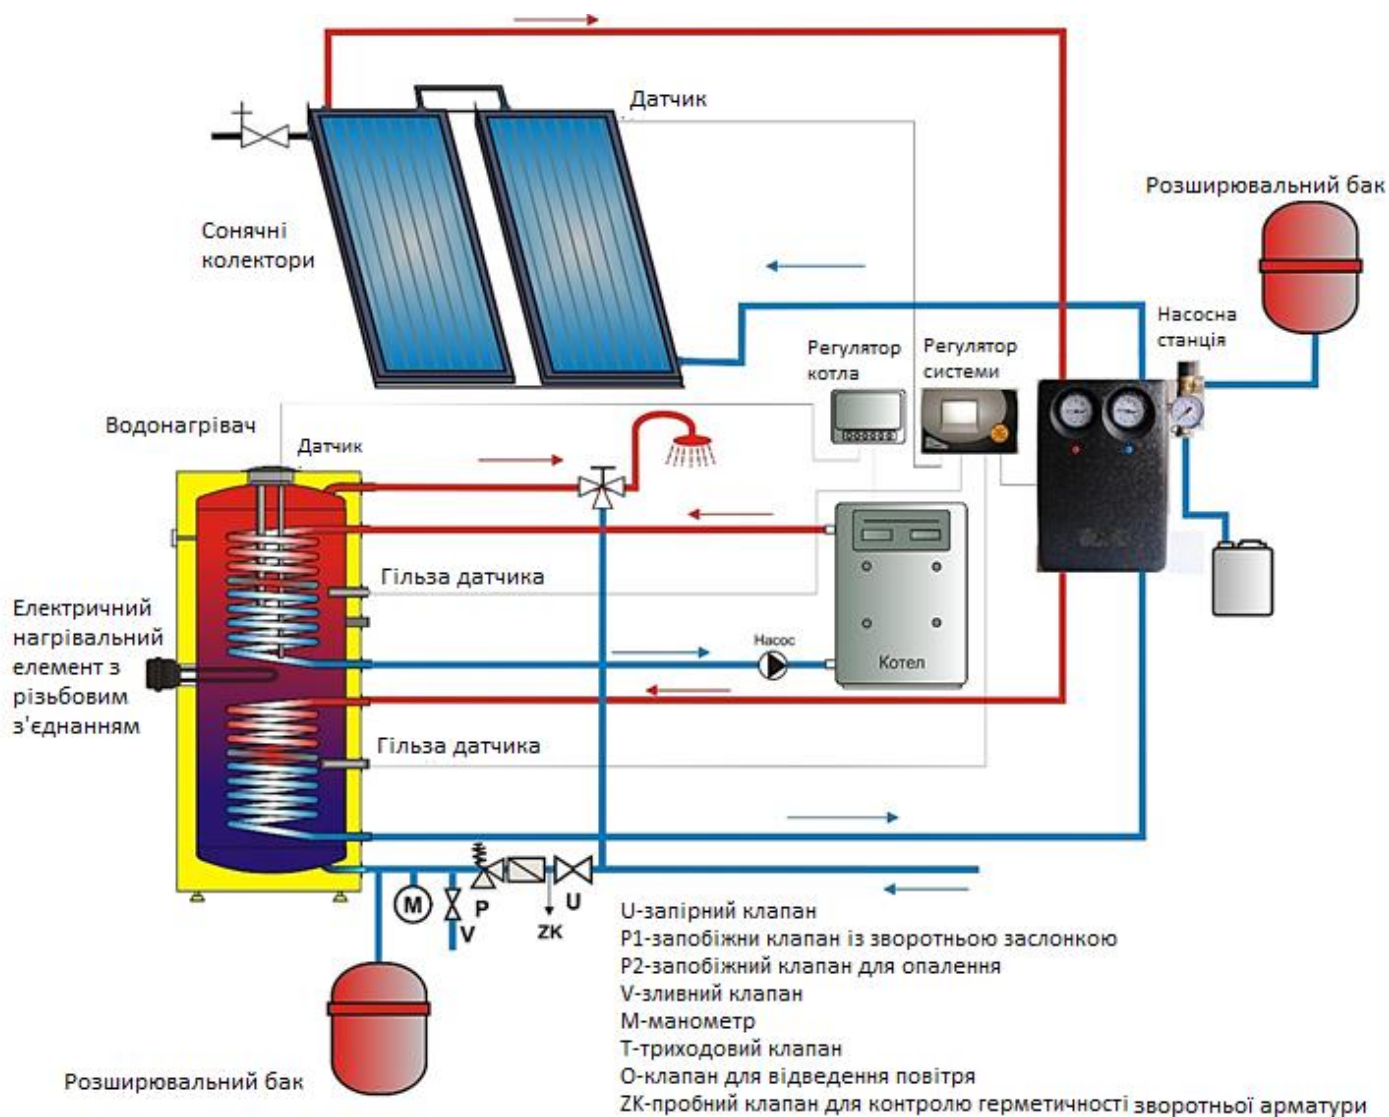 Датчик
Розширювальний бак
Сонячні
колектори
Насосна
станція
Регулятор
котла
Регулятор
системи
Водонагрівач
Датчик
Гільза датчика
Електричний
нагрівальний
елемент з
різьбовим
з'єднанням
Насос
Котел
Гільза датчика
M
V
P
ZK
U
U-запірний клапан
P1-запобіжни клапан із зворотньою заслонкою
P2-запобіжний клапан для опалення
V-зливний клапан
М-манометр
Т-триходовий клапан
О-клапан для відведення повітря
ZK-пробний клапан для контролю герметичності зворотної арматури
Розширювальний бак